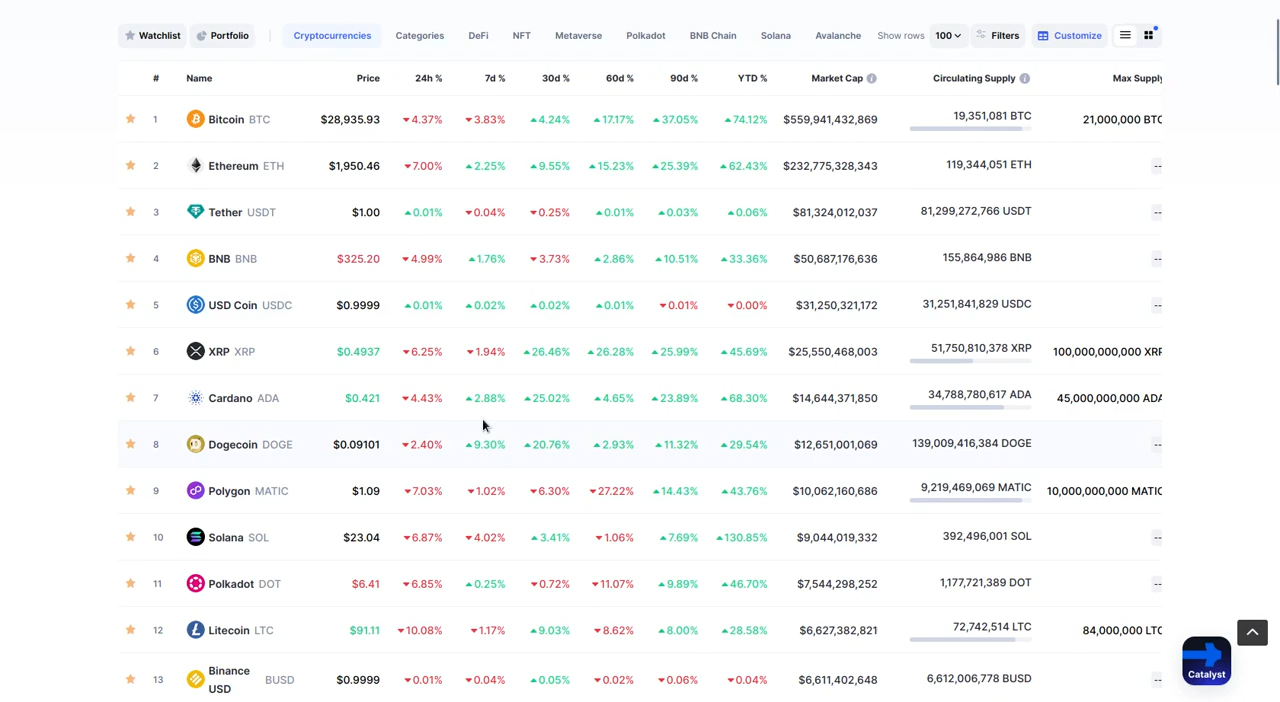 Watchlist Portfolio Cryptocurrencies Categories DeFi NFT Metaverse Polkadot BNB Chain Solana Avalanche Show rows 100 Filters Customize
# Name Price 24h % 7d % 30d % 60d % 90d % YTD % Market Cap Circulating Supply Max Supply
1 Bitcoin BTC $28,935.93 4.37% 3.83% 4.24% 17.17% 37.05% 74.12% $559,941,432,869 19,351,081 BTC 21,000,000 BTC
2 Ethereum ETH $1,950.46 7.00% 2.25% 9.55% 15.23% 25.39% 62.43% $232,775,328,343 119,344,051 ETH --
3 Tether USDT $1.00 0.01% 0.04% 0.25% 0.01% 0.03% 0.06% $81,324,012,037 81,299,272,766 USDT --
4 BNB BNB $325.20 4.99% 1.76% 3.73% 2.86% 10.51% 33.36% $50,687,176,636 155,864,986 BNB --
5 USD Coin USDC $0.9999 0.01% 0.02% 0.02% 0.01% 0.01% 0.00% $31,250,321,172 31,251,841,829 USDC --
6 XRP XRP $0.4937 6.25% 1.94% 26.46% 26.28% 25.99% 45.69% $25,550,468,003 51,750,810,378 XRP 100,000,000,000 XRP
7 Cardano ADA $0.421 4.43% 2.88% 25.02% 4.65% 23.89% 68.30% $14,644,371,850 34,788,780,617 ADA 45,000,000,000 ADA
8 Dogecoin DOGE $0.09101 2.40% 9.30% 20.76% 2.93% 11.32% 29.54% $12,651,001,069 139,009,416,384 DOGE --
9 Polygon MATIC $1.09 7.03% 1.02% 6.30% 27.22% 14.43% 43.76% $10,062,160,686 9,219,469,069 MATIC 10,000,000,000 MATIC
10 Solana SOL $23.04 6.87% 4.02% 3.41% 1.06% 7.69% 130.85% $9,044,019,332 392,496,001 SOL --
11 Polkadot DOT $6.41 6.85% 0.25% 0.72% 11.07% 9.89% 46.70% $7,544,298,252 1,177,721,389 DOT --
12 Litecoin LTC $91.11 10.08% 1.17% 9.03% 8.62% 8.00% 28.58% $6,627,382,821 72,742,514 LTC 84,000,000 LTC
13 Binance USD BUSD $0.9999 0.01% 0.04% 0.05% 0.02% 0.06% 0.04% $6,611,402,648 6,612,006,778 BUSD --
Catalyst